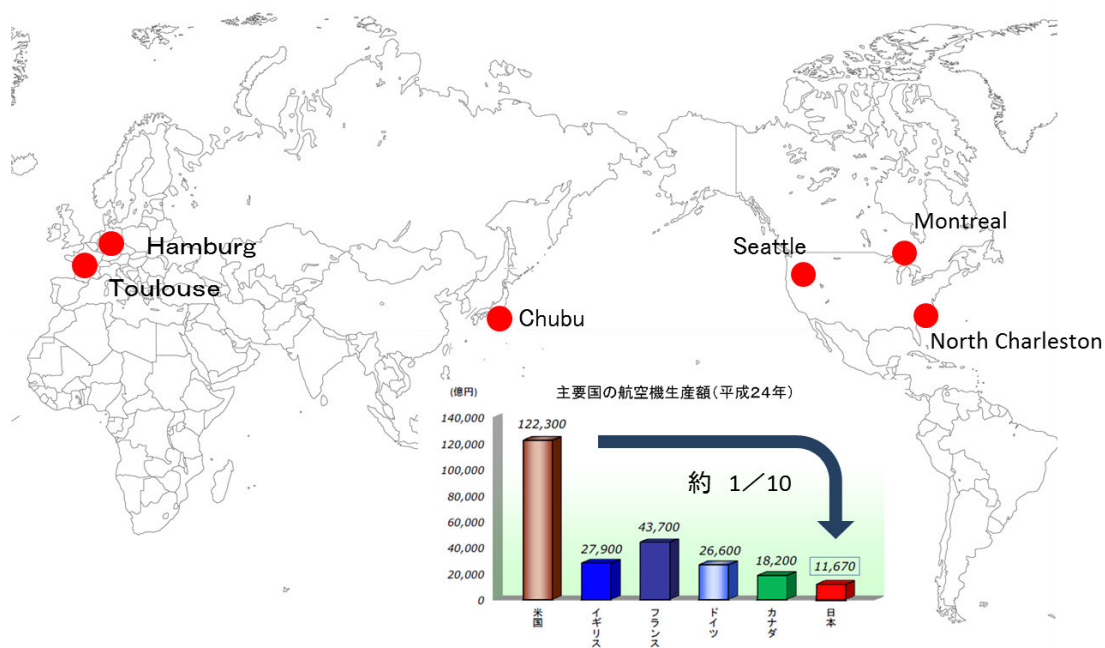 Montreal
Seattle
Hamburg
Toulouse
Chubu
North Charleston
(億円)
主要国の航空機生産額(平成24年)
140,000
120,000
100,000
80,000
60,000
40,000
20,000
0
122,300
27,900
43,700
26,600
18,200
11,670
約 1/10
米国
イギリス
フランス
ドイツ
カナダ
日本